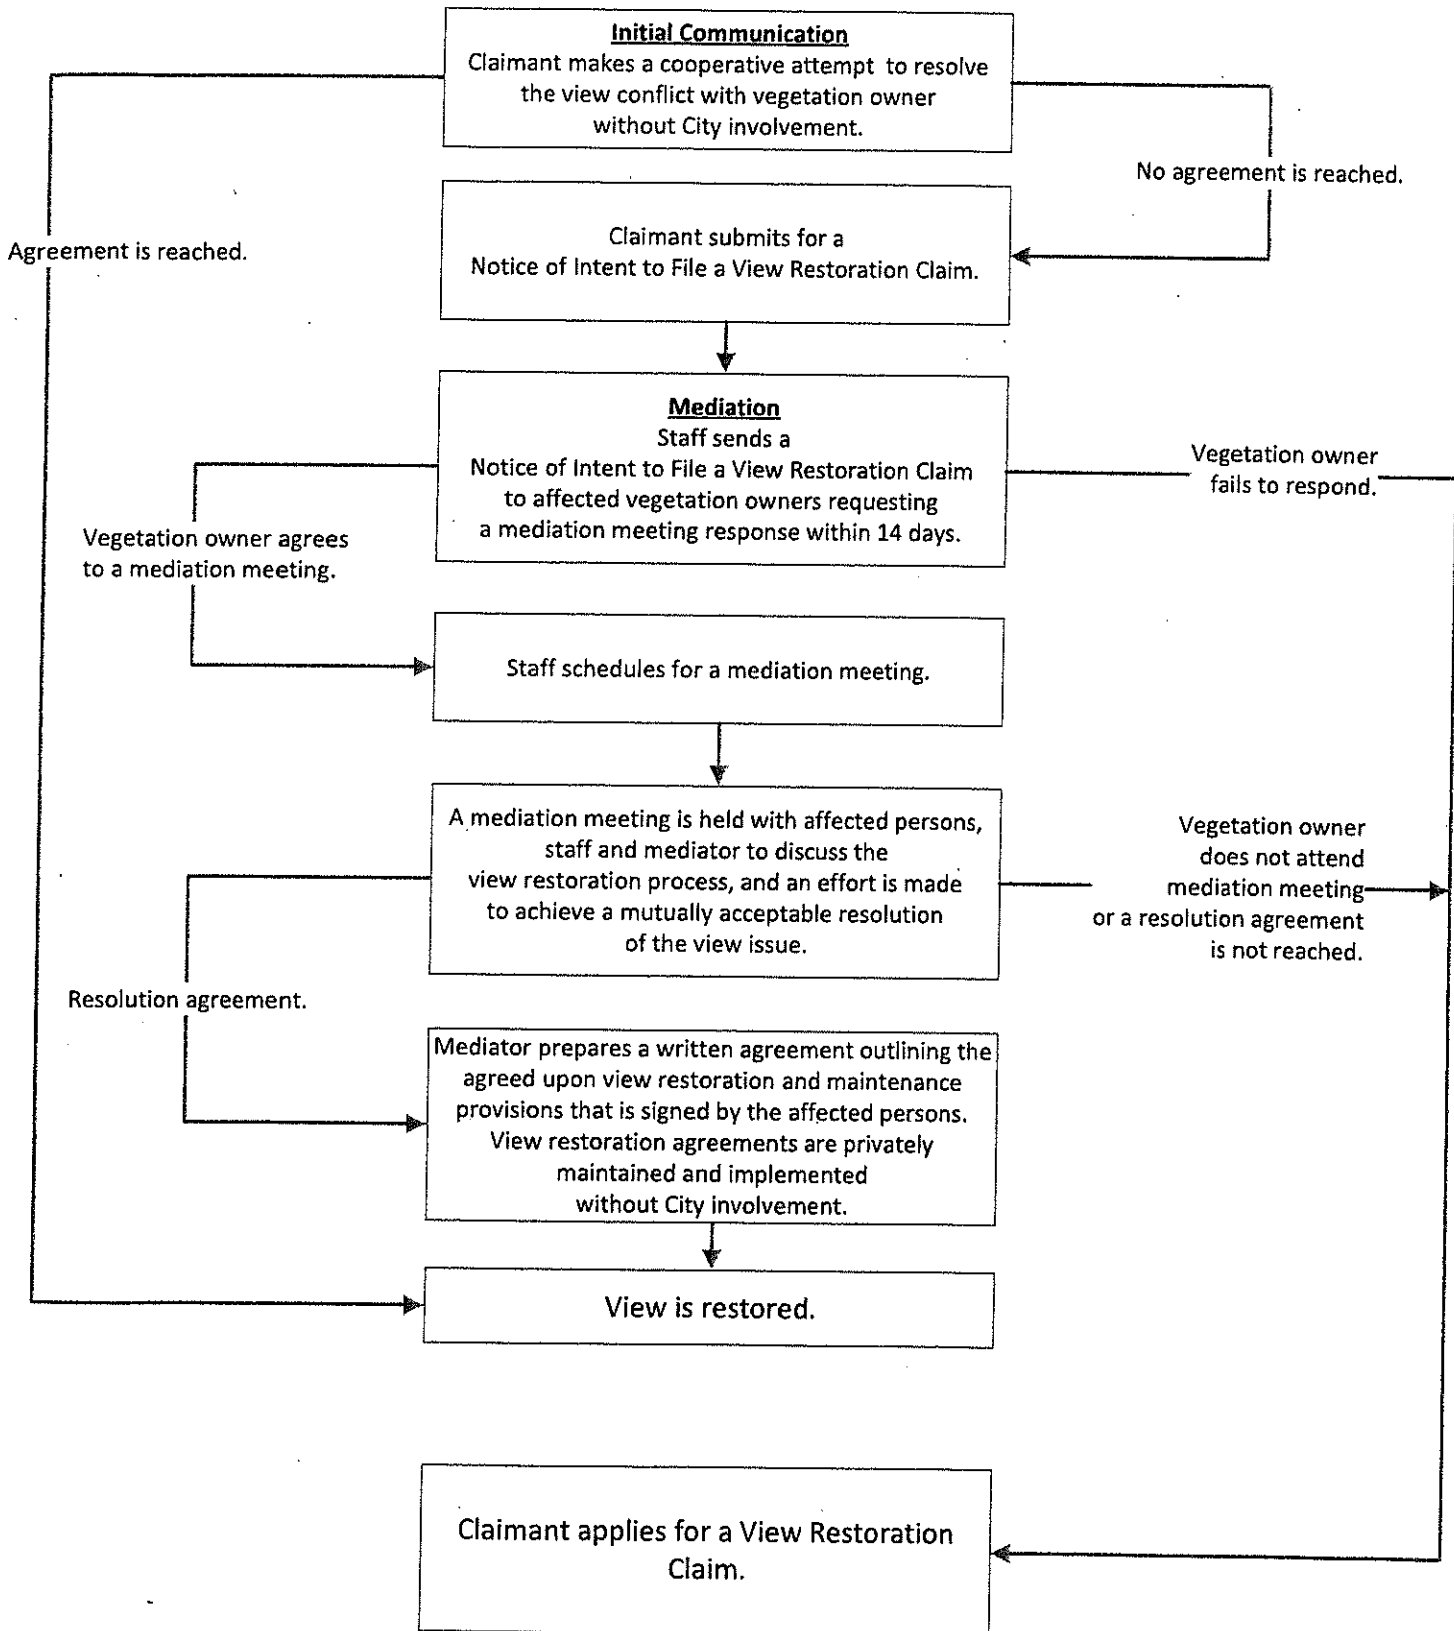 Initial Communication
Claimant makes a cooperative attempt to resolve
the view conflict with vegetation owner
without City involvement.
No agreement is reached.
Agreement is reached.
Claimant submits for a
Notice of Intent to File a View Restoration Claim.
Mediation
Staff sends a
Notice of Intent to File a View Restoration Claim
to affected vegetation owners requesting
a mediation meeting response within 14 days.
Vegetation owner
fails to respond.
Vegetation owner agrees
to a mediation meeting.
Staff schedules for a mediation meeting.
A mediation meeting is held with affected persons,
staff and mediator to discuss the
view restoration process, and an effort is made
to achieve a mutually acceptable resolution
of the view issue.
Vegetation owner
does not attend
mediation meeting
or a resolution agreement
is not reached.
Resolution agreement.
Mediator prepares a written agreement outlining the
agreed upon view restoration and maintenance
provisions that is signed by the affected persons.
View restoration agreements are privately
maintained and implemented
without City involvement.
View is restored.
Claimant applies for a View Restoration
Claim.